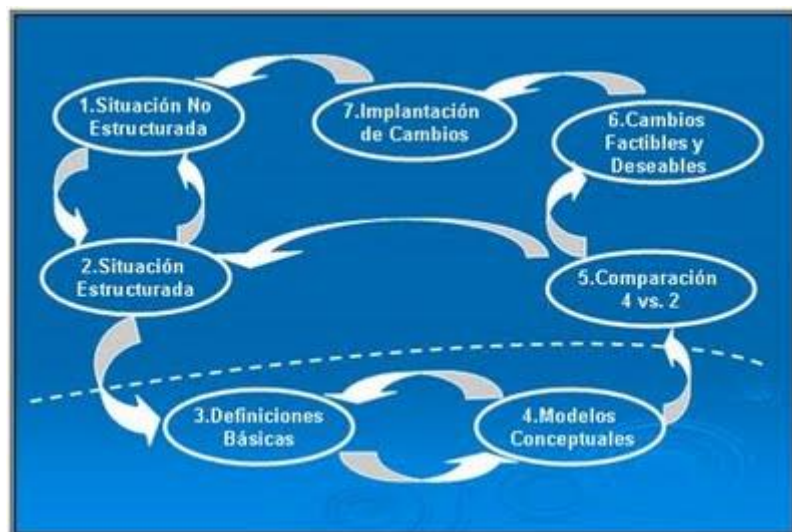 1.Situación No
Estructurada
7.Implantación
de Cambios
6.Cambios
Factibles y
Deseables
2.Situación
Estructurada
5.Comparación
4 vs. 2
3.Definiciones
Básicas
4.Modelos
Conceptuales